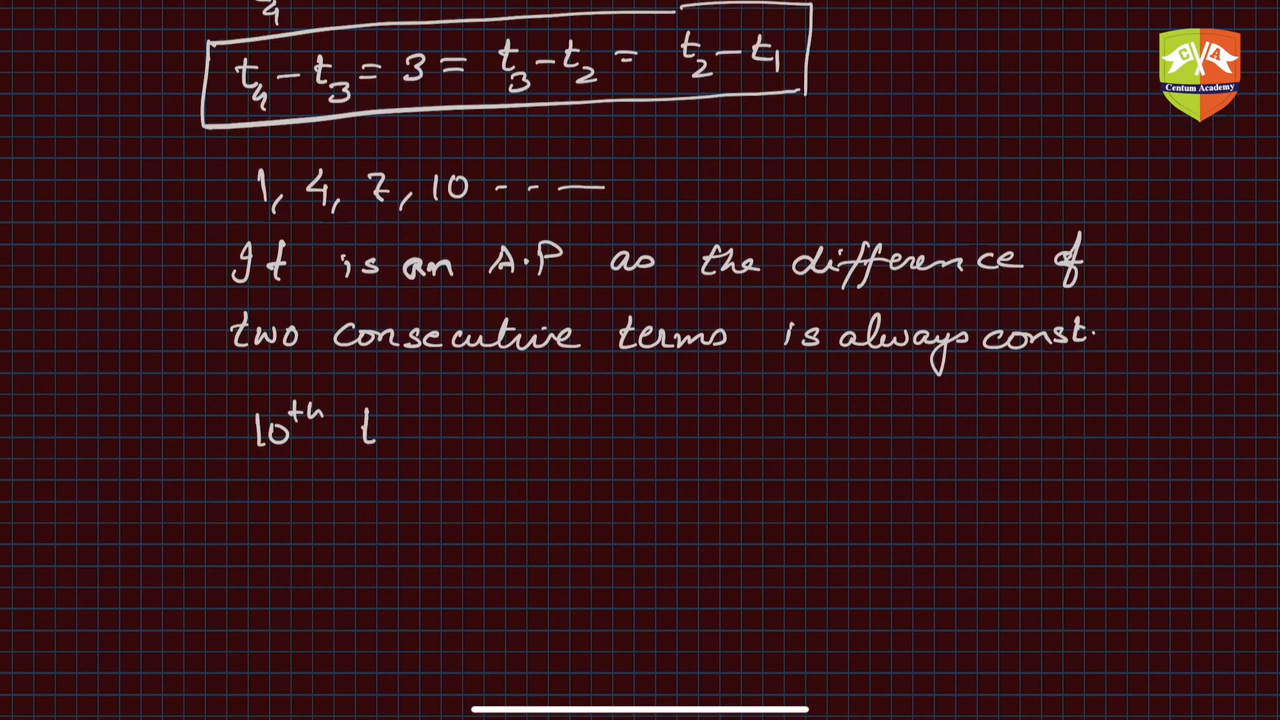 4
t₄ - t₃ = 3 = t₃ - t₂ = t₂ - t₁
C A
Centum Academy
1, 4, 7, 10 - - —
It is an A.P as the difference of
two consecutive terms is always const.
10th t